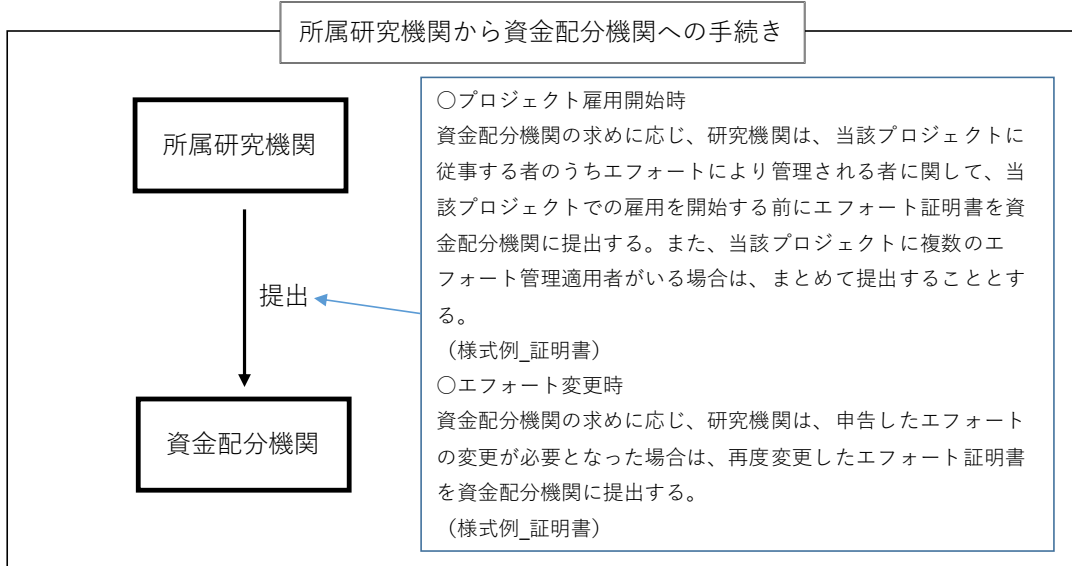 所属研究機関から資金配分機関への手続き
所属研究機関
提出
資金配分機関
○プロジェクト雇用開始時
資金配分機関の求めに応じ、研究機関は、当該プロジェクトに
従事する者のうちエフォートにより管理される者に関して、当
該プロジェクトでの雇用を開始する前にエフォート証明書を資
金配分機関に提出する。また、当該プロジェクトに複数のエ
フォート管理適用者がいる場合は、まとめて提出することとす
る。
（様式例_証明書）
○エフォート変更時
資金配分機関の求めに応じ、研究機関は、申告したエフォート
の変更が必要となった場合は、再度変更したエフォート証明書
を資金配分機関に提出する。
（様式例_証明書）